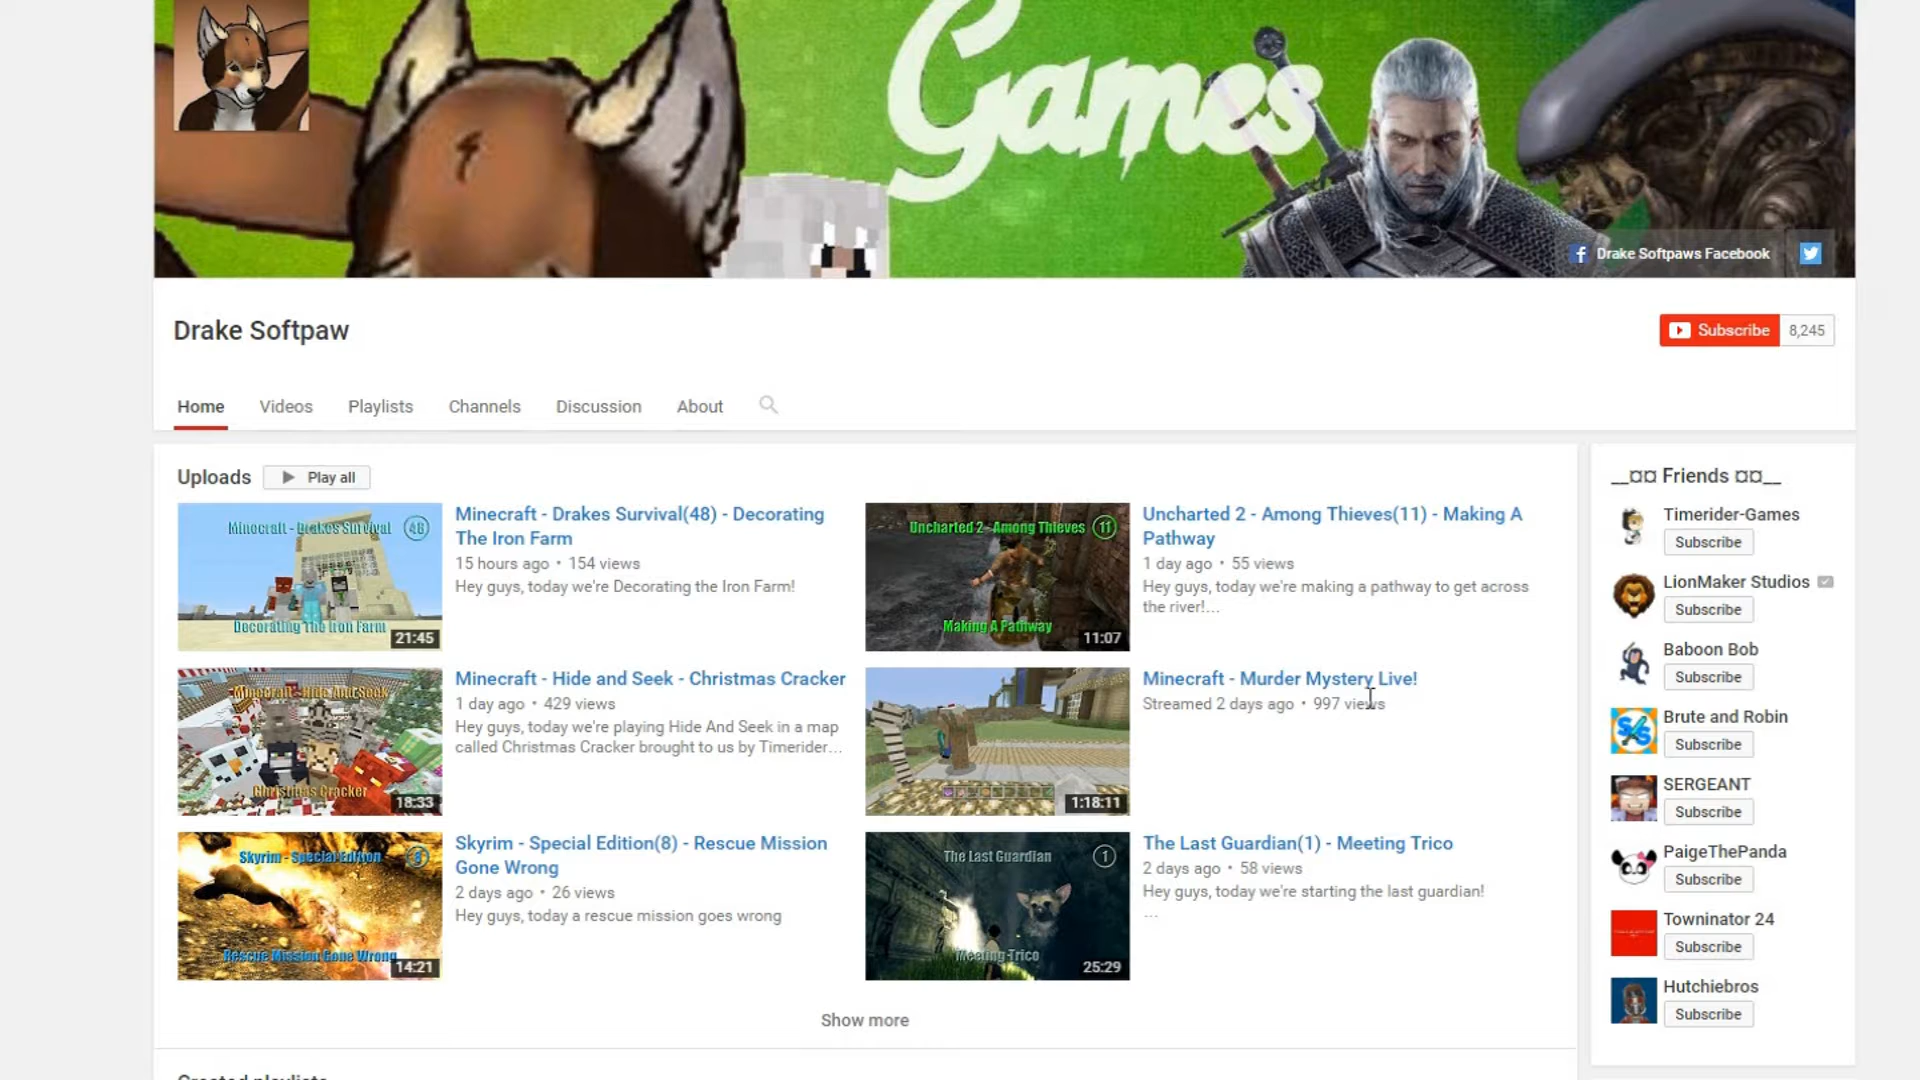 Games
Drake Softpaws Facebook
Drake Softpaw
Subscribe 8,245
Home Videos Playlists Channels Discussion About
Uploads Play all
Minecraft - Drakes Survival 48
Decorating The Iron Farm
21:45
Minecraft - Drakes Survival(48) - Decorating
The Iron Farm
15 hours ago • 154 views
Hey guys, today we're Decorating the Iron Farm!
Uncharted 2 - Among Thieves 11
Making A Pathway
11:07
Uncharted 2 - Among Thieves(11) - Making A
Pathway
1 day ago • 55 views
Hey guys, today we're making a pathway to get across
the river!...
Minecraft - Hide And Seek
Christmas Cracker
18:33
Minecraft - Hide and Seek - Christmas Cracker
1 day ago • 429 views
Hey guys, today we're playing Hide And Seek in a map
called Christmas Cracker brought to us by Timerider...
1:18:11
Minecraft - Murder Mystery Live!
Streamed 2 days ago • 997 views
Skyrim - Special Edition 8
Rescue Mission Gone Wrong
14:21
Skyrim - Special Edition(8) - Rescue Mission
Gone Wrong
2 days ago • 26 views
Hey guys, today a rescue mission goes wrong
The Last Guardian 1
Meeting Trico
25:29
The Last Guardian(1) - Meeting Trico
2 days ago • 58 views
Hey guys, today we're starting the last guardian!
...
Show more
__¤¤ Friends ¤¤__
Timerider-Games
Subscribe
LionMaker Studios
Subscribe
Baboon Bob
Subscribe
Brute and Robin
Subscribe
SERGEANT
Subscribe
PaigeThePanda
Subscribe
Towninator 24
Subscribe
Hutchiebros
Subscribe
Created playlists